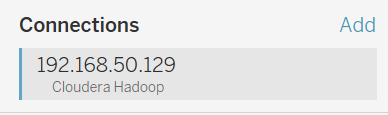 Connections Add
192.168.50.129
Cloudera Hadoop